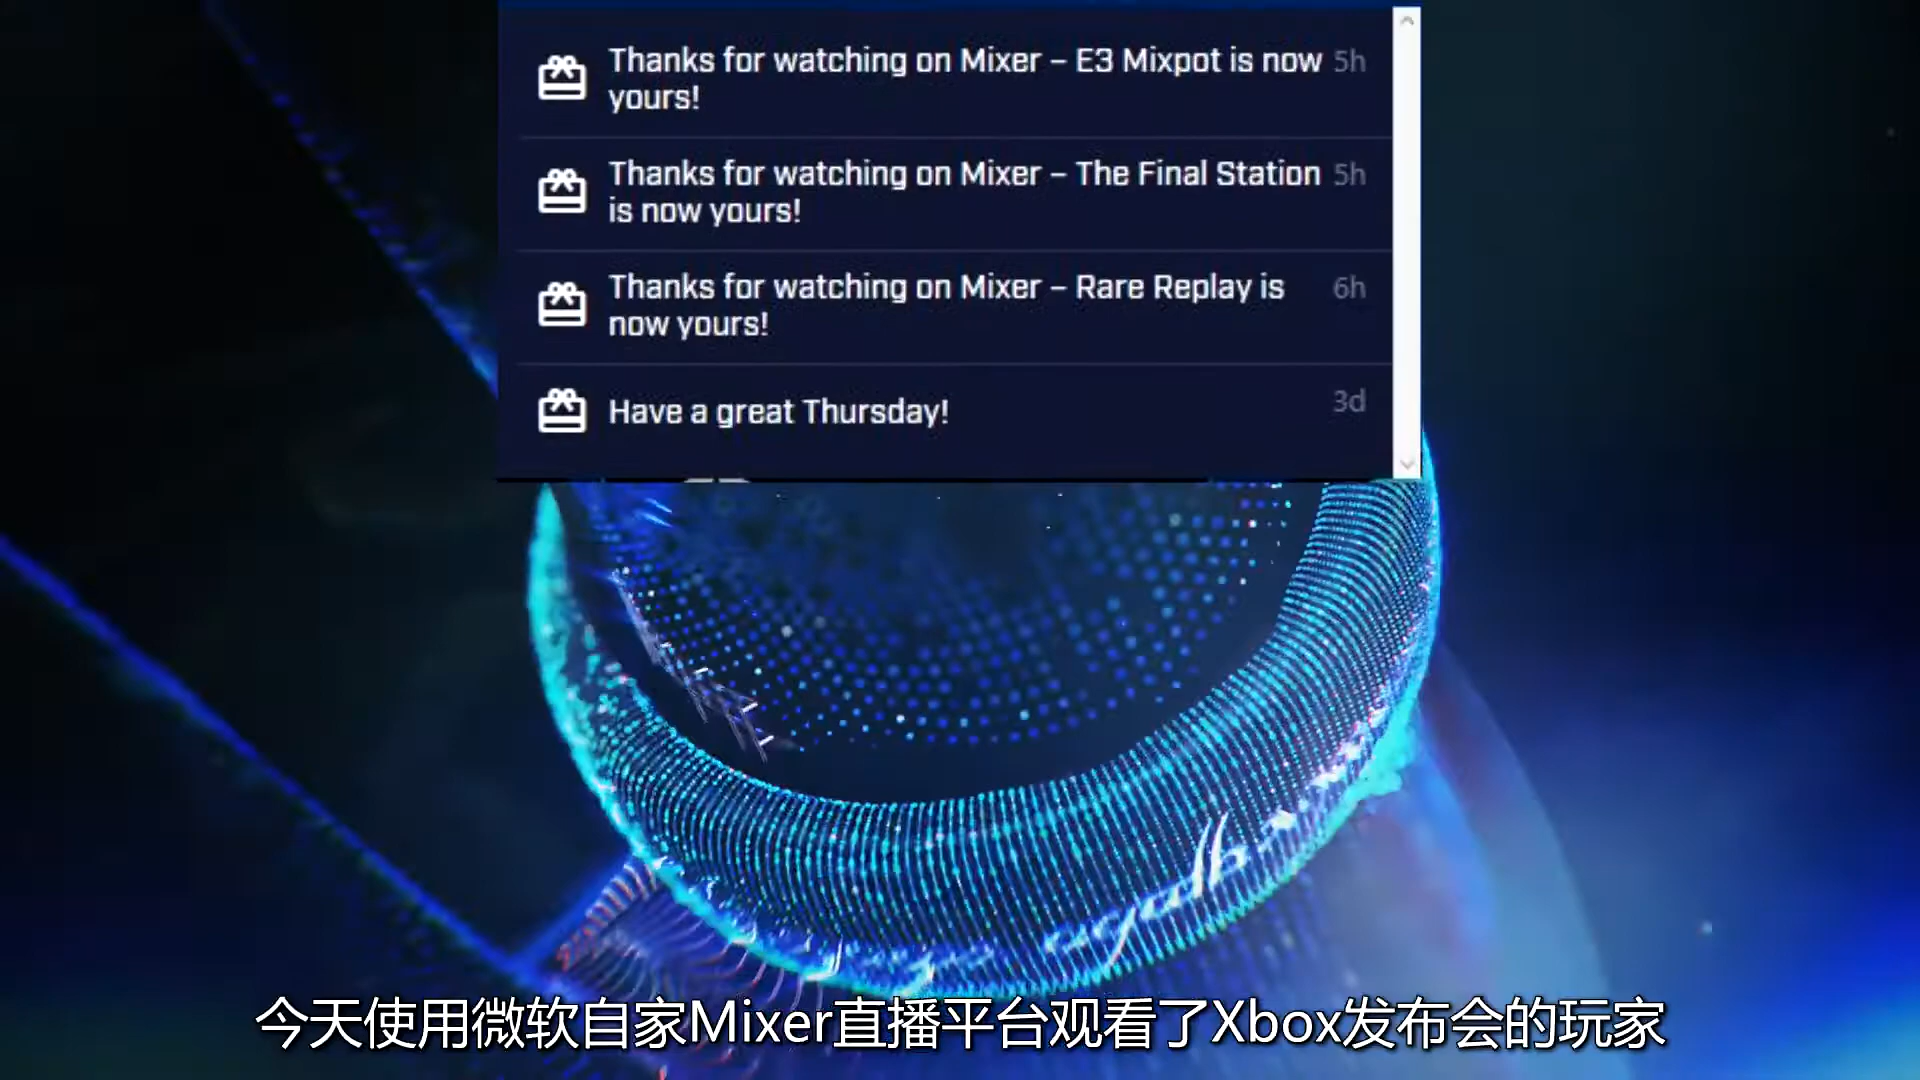 Thanks for watching on Mixer – E3 Mixpot is now 5h
yours!
Thanks for watching on Mixer – The Final Station 5h
is now yours!
Thanks for watching on Mixer – Rare Replay is 6h
now yours!
Have a great Thursday! 3d
今天使用微软自家Mixer直播平台观看了Xbox发布会的玩家